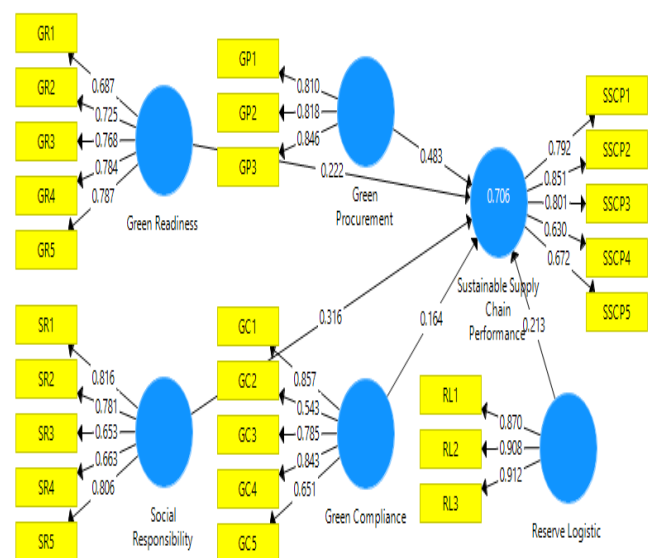 GR1
GR2
GR3
GR4
GR5
0.687
0.725
0.768
0.784
0.787
Green Readiness
GP1
GP2
GP3
0.810
0.818
0.846
Green
Procurement
0.483
0.222
0.706
Sustainable Supply
Chain
Performance
SSCP1
SSCP2
SSCP3
SSCP4
SSCP5
0.792
0.851
0.801
0.630
0.672
SR1
SR2
SR3
SR4
SR5
0.816
0.781
0.653
0.663
0.806
Social
Responsibility
0.316
GC1
GC2
GC3
GC4
GC5
0.857
0.543
0.785
0.843
0.651
Green Compliance
0.164
0.213
RL1
RL2
RL3
0.870
0.908
0.912
Reserve Logistic